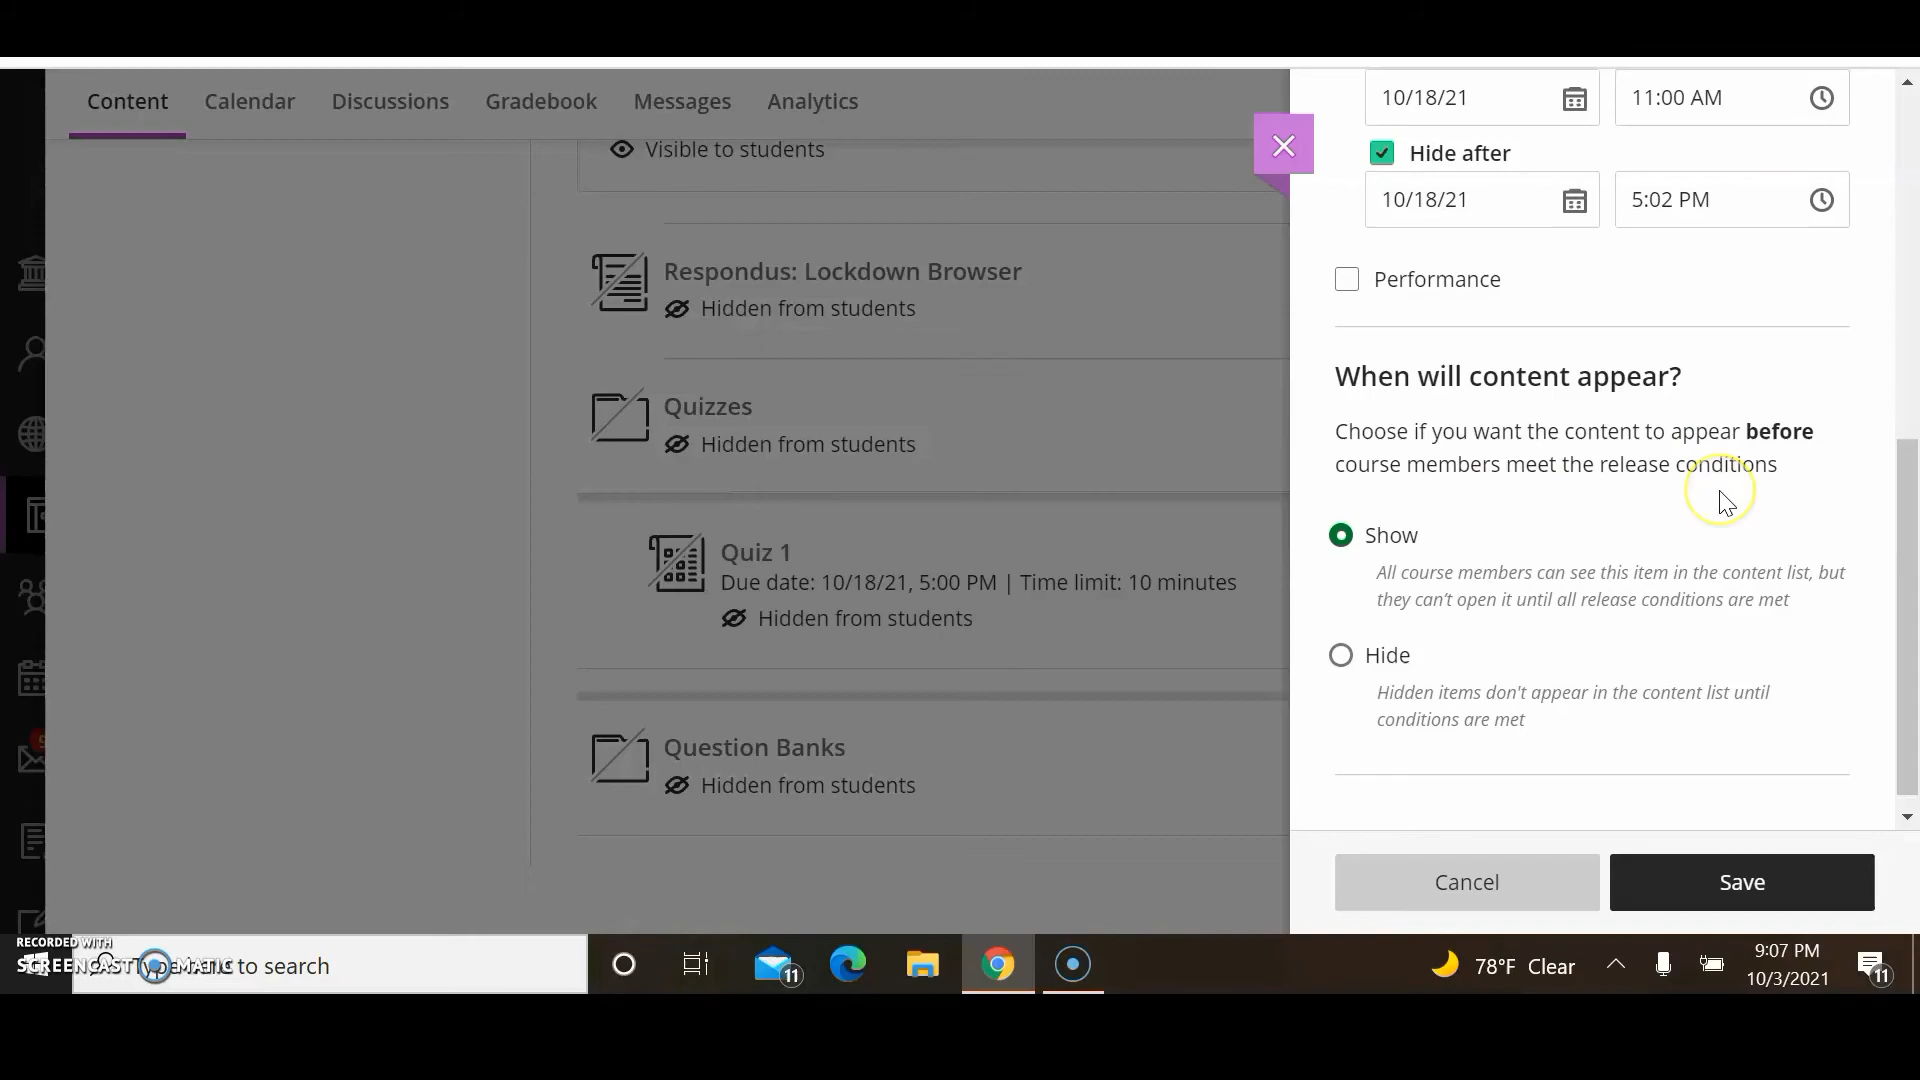 Content Calendar Discussions Gradebook Messages Analytics
Visible to students
Respondus: Lockdown Browser
Hidden from students
Quizzes
Hidden from students
Quiz 1
Due date: 10/18/21, 5:00 PM | Time limit: 10 minutes
Hidden from students
Question Banks
Hidden from students
10/18/21 11:00 AM
Hide after
10/18/21 5:02 PM
Performance
When will content appear?
Choose if you want the content to appear before
course members meet the release conditions
Show
All course members can see this item in the content list, but
they can't open it until all release conditions are met
Hide
Hidden items don't appear in the content list until
conditions are met
Cancel Save
RECORDED WITH
SCREENCAST MATIC
to search
11
78°F Clear
9:07 PM
10/3/2021
11